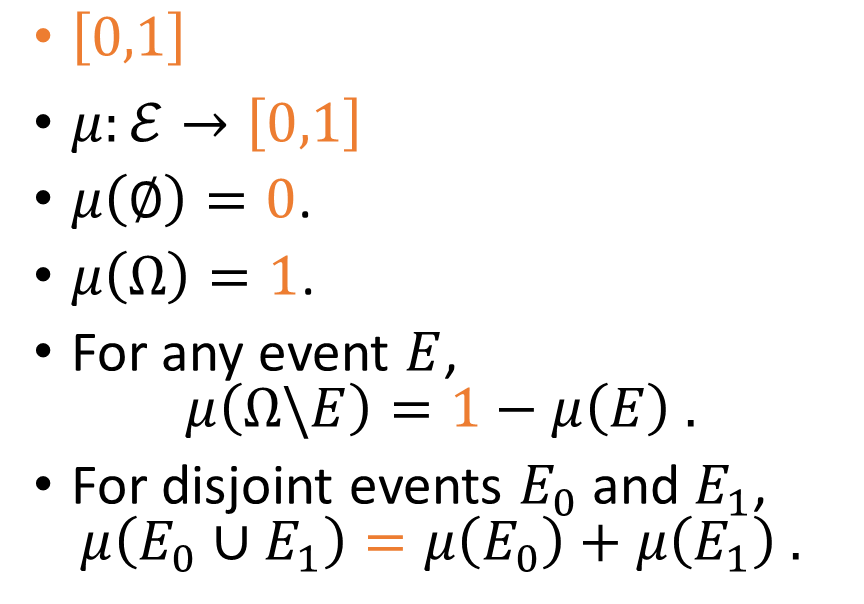 • [0,1]
• μ: ℰ → [0,1]
• μ(∅) = 0.
• μ(Ω) = 1.
• For any event E,
μ(Ω\E) = 1 − μ(E) .
• For disjoint events E₀ and E₁,
μ(E₀ ∪ E₁) = μ(E₀) + μ(E₁) .